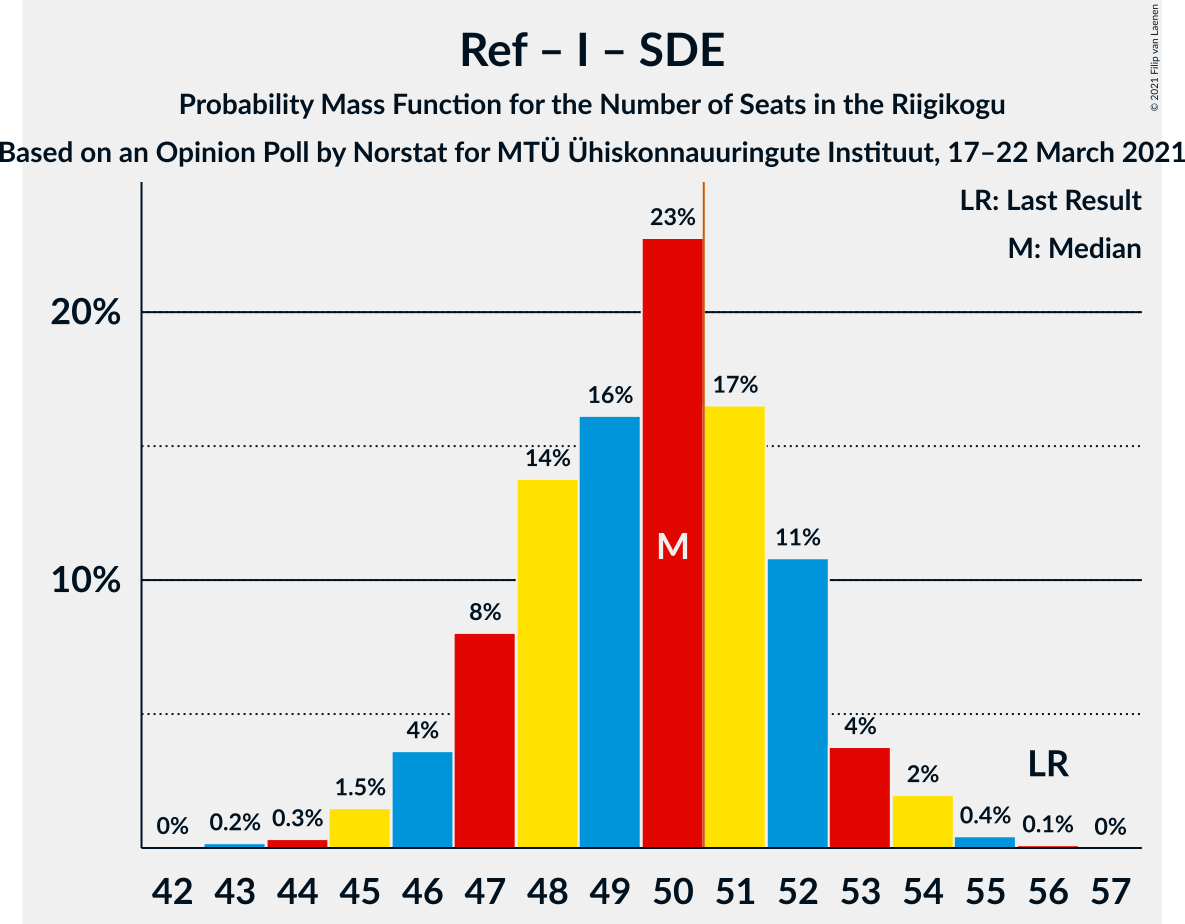 Ref – I – SDE
Probability Mass Function for the Number of Seats in the Riigikogu
Based on an Opinion Poll by Norstat for MTÜ Ühiskonnauuringute Instituut, 17–22 March 2021
© 2021 Filip van Laenen
LR: Last Result
M: Median
20%
10%
0%
0.2%
0.3%
1.5%
4%
8%
14%
16%
23%
17%
11%
4%
2%
0.4%
0.1%
0%
M
LR
42 43 44 45 46 47 48 49 50 51 52 53 54 55 56 57